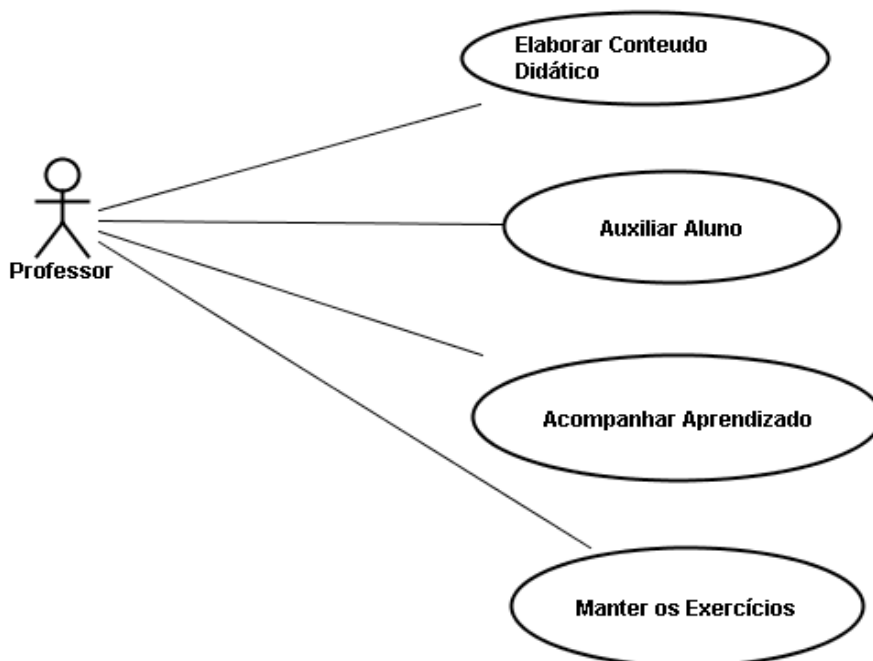 Elaborar Conteudo
Didático
Auxiliar Aluno
Professor
Acompanhar Aprendizado
Manter os Exercícios